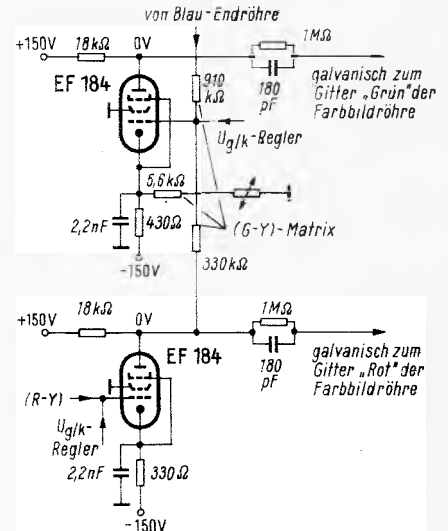 von Blau-Endröhre
+150V
18kΩ
0V
1MΩ
EF 184
910
kΩ
180
pF
galvanisch zum
Gitter „Grün" der
Farbbildröhre
Ug/k-Regler
5,6kΩ
2,2nF
430Ω
(G-Y)-Matrix
-150V
330kΩ
+150V
18kΩ
0V
1MΩ
EF 184
180
pF
galvanisch zum
Gitter „Rot" der
Farbbildröhre
(R-Y)
Ug/k-
Regler
2,2nF
330Ω
-150V